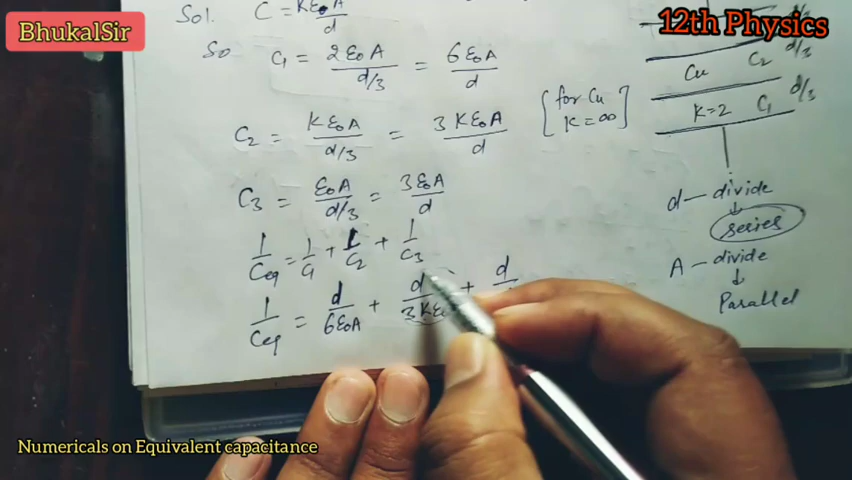 BhukalSir
12th Physics
Sol. C = Kε₀A/d
So C₁ = 2ε₀A/(d/3) = 6ε₀A/d
C₂ = Kε₀A/(d/3) = 3Kε₀A/d [for Cu K = ∞]
C₃ = ε₀A/(d/3) = 3ε₀A/d
1/Ceq = 1/C₁ + 1/C₂ + 1/C₃
1/Ceq = d/6ε₀A + d/3Kε₀ + d
d/3
Cu C₂ d/3
K=2 C₁ d/3
d — divide
↓
series
A — divide
↓
Parallel
Numericals on Equivalent capacitance